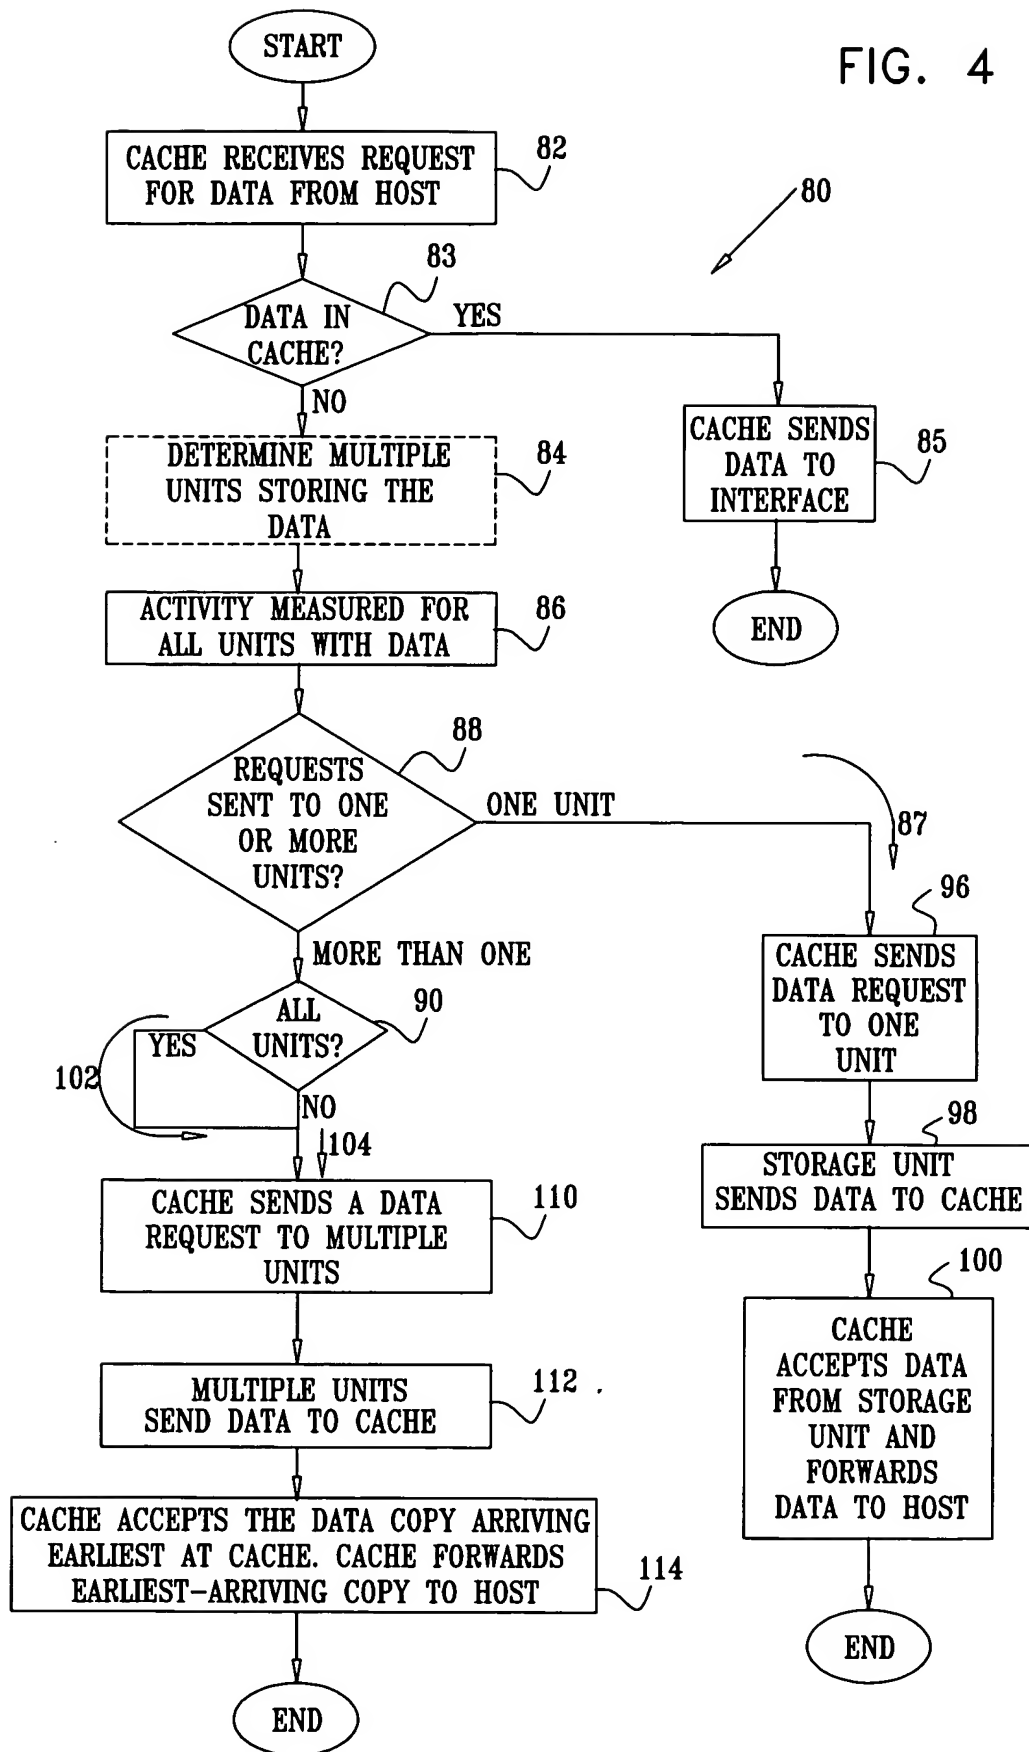 START
FIG. 4
CACHE RECEIVES REQUEST
FOR DATA FROM HOST
82
80
83
DATA IN
CACHE?
YES
NO
CACHE SENDS
DATA TO
INTERFACE
85
DETERMINE MULTIPLE
UNITS STORING THE
DATA
84
ACTIVITY MEASURED FOR
ALL UNITS WITH DATA
86
END
88
REQUESTS
SENT TO ONE
OR MORE
UNITS?
ONE UNIT
87
MORE THAN ONE
96
CACHE SENDS
DATA REQUEST
TO ONE
UNIT
ALL
UNITS?
90
YES
102
NO
104
98
STORAGE UNIT
SENDS DATA TO CACHE
CACHE SENDS A DATA
REQUEST TO MULTIPLE
UNITS
110
100
CACHE
ACCEPTS DATA
FROM STORAGE
UNIT AND
FORWARDS
DATA TO HOST
MULTIPLE UNITS
SEND DATA TO CACHE
112
CACHE ACCEPTS THE DATA COPY ARRIVING
EARLIEST AT CACHE. CACHE FORWARDS
EARLIEST-ARRIVING COPY TO HOST
114
END
END